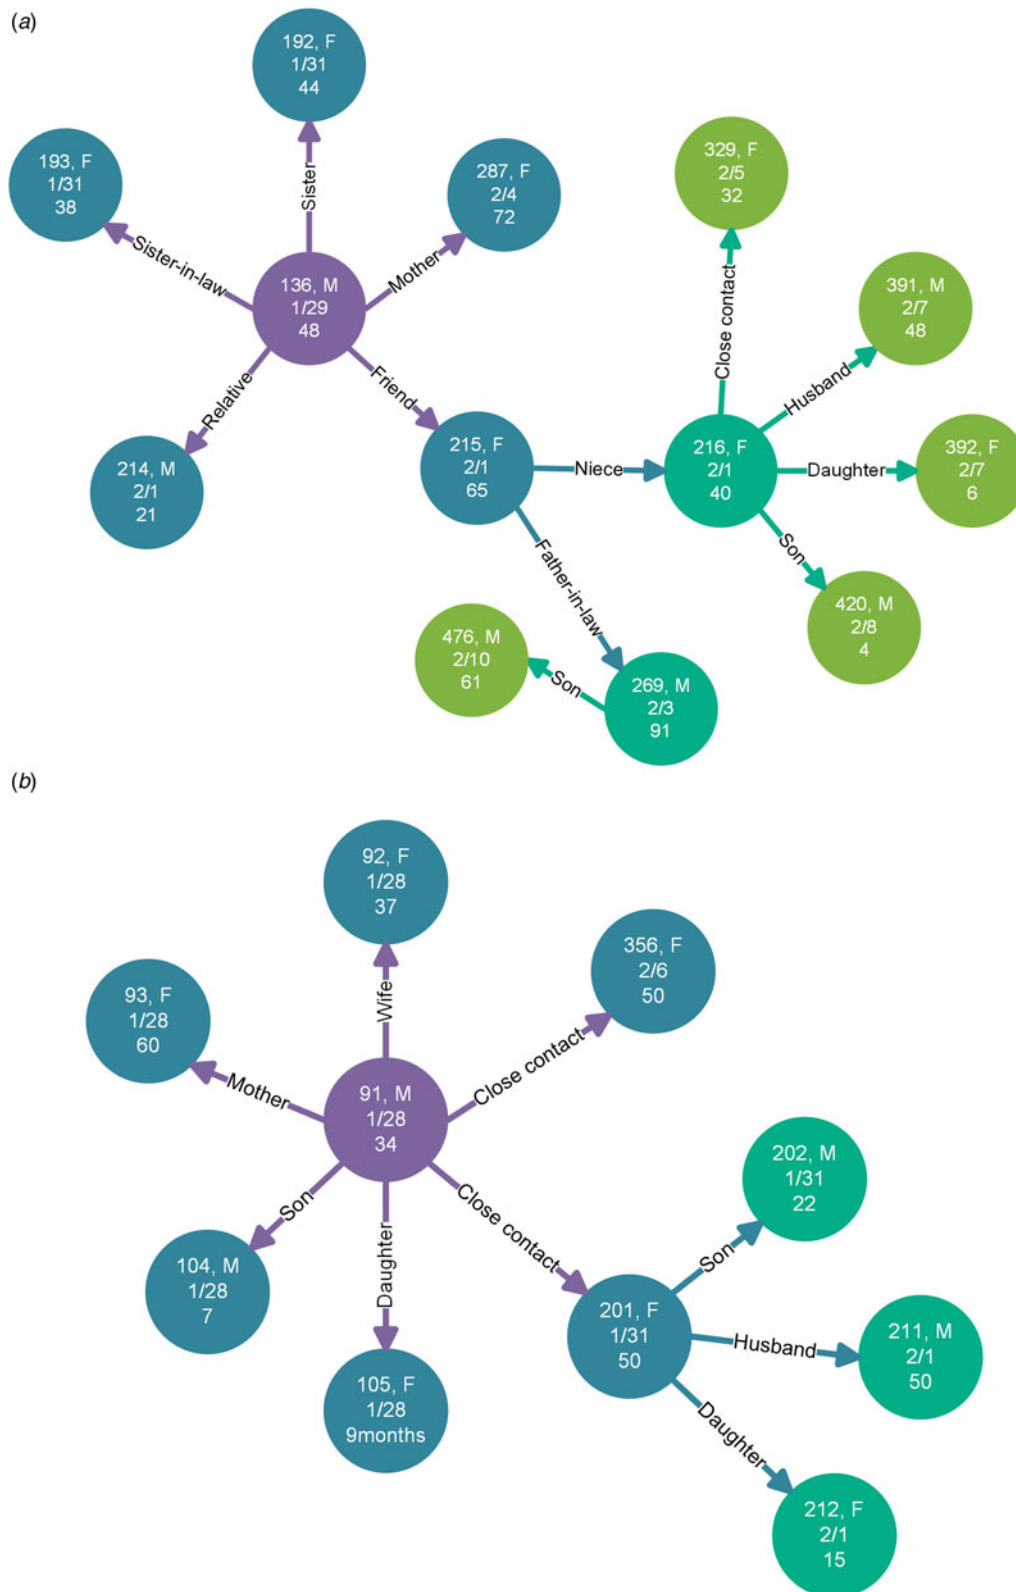 (a)
192, F
1/31
44
193, F
1/31
38
287, F
2/4
72
329, F
2/5
32
Sister
Sister-in-law
Mother
136, M
1/29
48
Close contact
391, M
2/7
48
Relative
Friend
Husband
214, M
2/1
21
215, F
2/1
65
Niece
216, F
2/1
40
Daughter
392, F
2/7
6
Father-in-law
Son
420, M
2/8
4
476, M
2/10
61
Son
269, M
2/3
91
(b)
92, F
1/28
37
356, F
2/6
50
93, F
1/28
60
Wife
Mother
Close contact
91, M
1/28
34
202, M
1/31
22
Son
Daughter
Close contact
Son
104, M
1/28
7
201, F
1/31
50
Husband
211, M
2/1
50
105, F
1/28
9months
Daughter
212, F
2/1
15